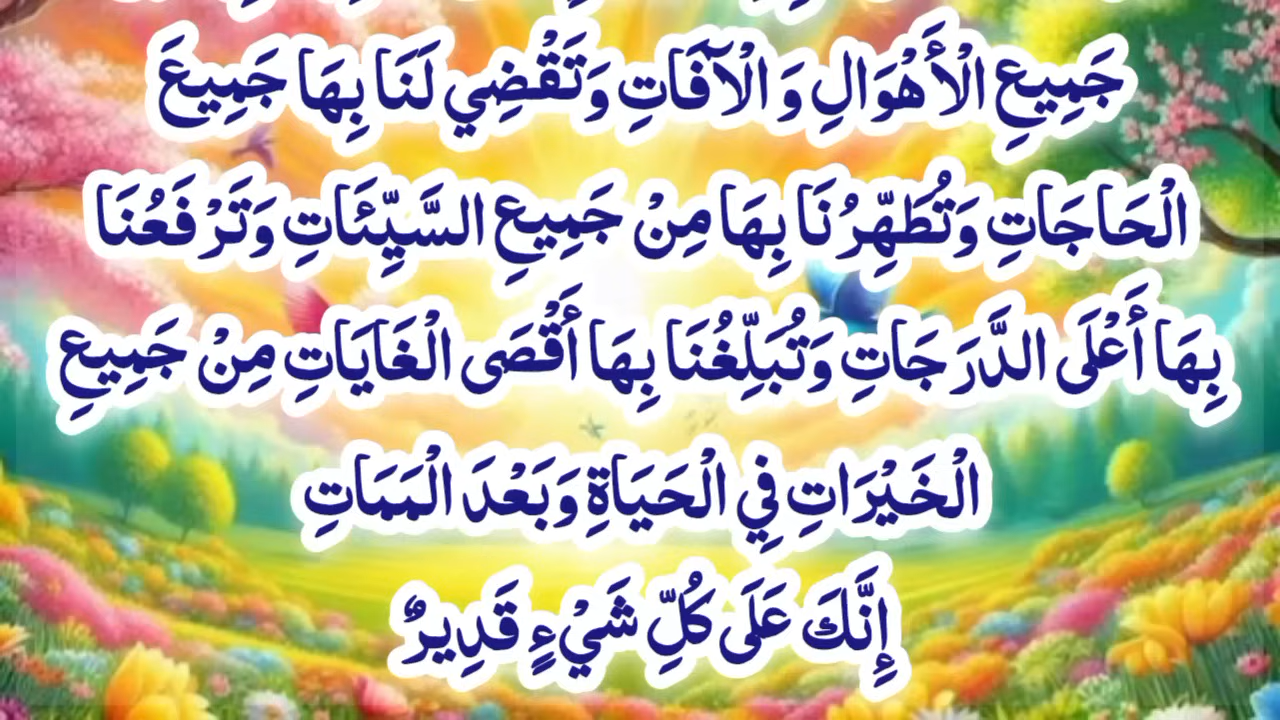 جَمِيعِ الْأَهْوَالِ وَ الْآفَاتِ وَتَقْضِي لَنَا بِهَا جَمِيعَ
الْحَاجَاتِ وَتُطَهِّرُنَا بِهَا مِنْ جَمِيعِ السَّيِّئَاتِ وَتَرْفَعُنَا
بِهَا أَعْلَى الدَّرَجَاتِ وَتُبَلِّغُنَا بِهَا أَقْصَى الْغَايَاتِ مِنْ جَمِيعِ
الْخَيْرَاتِ فِي الْحَيَاةِ وَبَعْدَ الْمَمَاتِ
إِنَّكَ عَلَى كُلِّ شَيْءٍ قَدِيرٌ